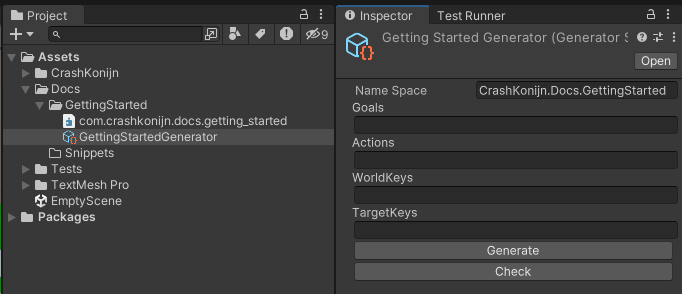 Project
9
Assets
CrashKonijn
Docs
GettingStarted
com.crashkonijn.docs.getting_started
GettingStartedGenerator
Snippets
Tests
TextMesh Pro
EmptyScene
Packages
Inspector
Test Runner
Getting Started Generator (Generator S
Open
Name Space CrashKonijn.Docs.GettingStarted
Goals
Actions
WorldKeys
TargetKeys
Generate
Check